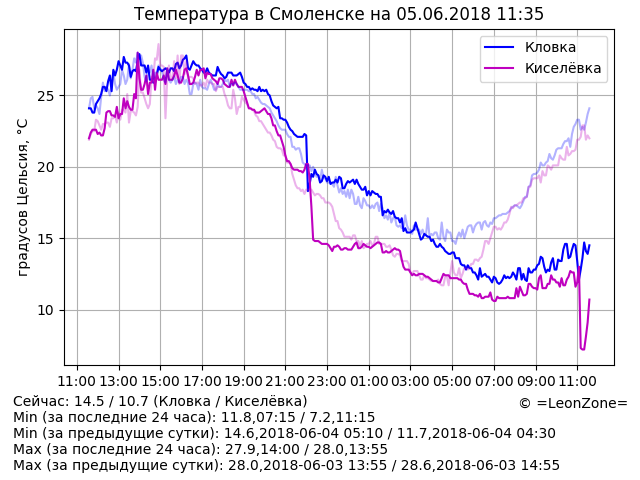 Температура в Смоленске на 05.06.2018 11:35
градусов Цельсия, °C
Кловка
Киселёвка
25
20
15
10
11:00 13:00 15:00 17:00 19:00 21:00 23:00 01:00 03:00 05:00 07:00 09:00 11:00
Сейчас: 14.5 / 10.7 (Кловка / Киселёвка)
© =LeonZone=
Min (за последние 24 часа): 11.8,07:15 / 7.2,11:15
Min (за предыдущие сутки): 14.6,2018-06-04 05:10 / 11.7,2018-06-04 04:30
Max (за последние 24 часа): 27.9,14:00 / 28.0,13:55
Max (за предыдущие сутки): 28.0,2018-06-03 13:55 / 28.6,2018-06-03 14:55